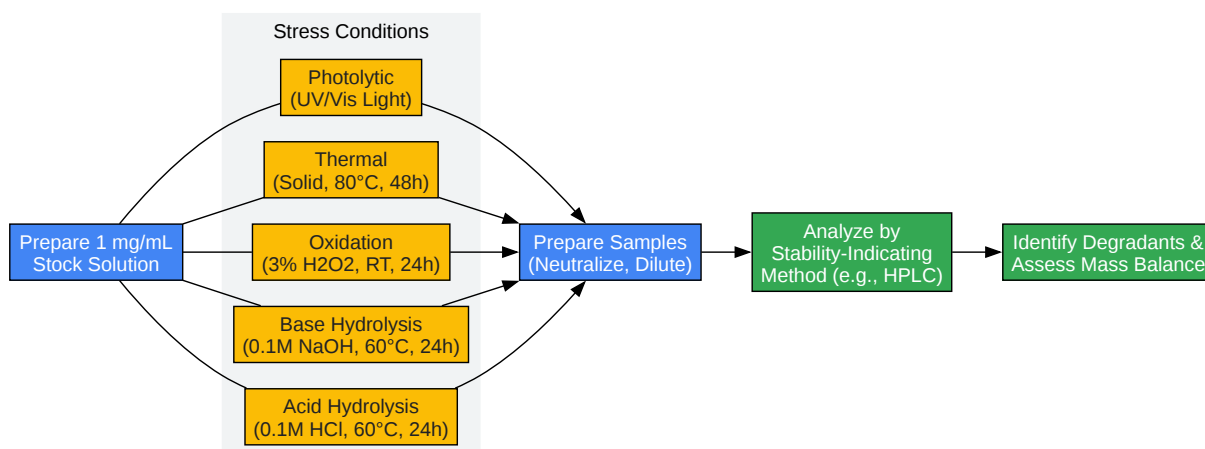 Stress Conditions
Photolytic
(UV/Vis Light)
Thermal
(Solid, 80°C, 48h)
Prepare 1 mg/mL
Stock Solution
Oxidation
(3% H2O2, RT, 24h)
Base Hydrolysis
(0.1M NaOH, 60°C, 24h)
Acid Hydrolysis
(0.1M HCl, 60°C, 24h)
Prepare Samples
(Neutralize, Dilute)
Analyze by
Stability-Indicating
Method (e.g., HPLC)
Identify Degradants &
Assess Mass Balance